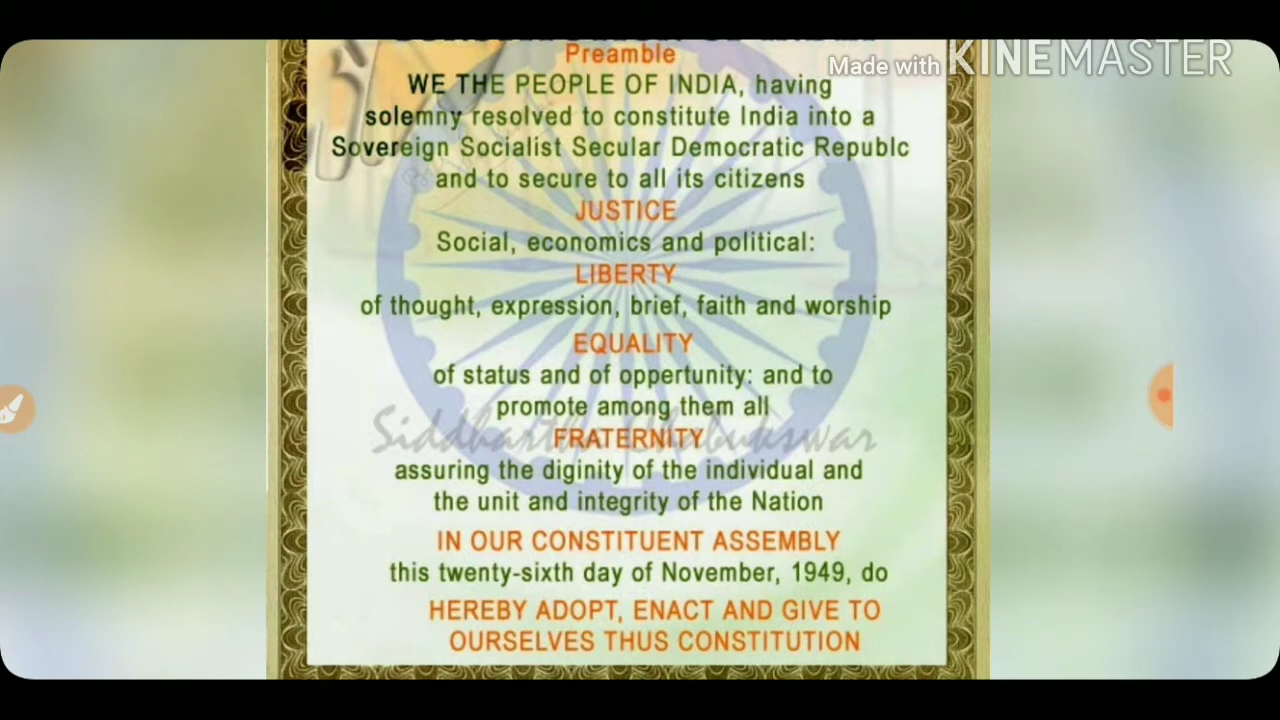 Preamble
Made with KINEMASTER
WE THE PEOPLE OF INDIA, having
solemny resolved to constitute India into a
Sovereign Socialist Secular Democratic Republc
and to secure to all its citizens
JUSTICE
Social, economics and political:
LIBERTY
of thought, expression, brief, faith and worship
EQUALITY
of status and of oppertunity: and to
promote among them all
FRATERNITY
assuring the diginity of the individual and
the unit and integrity of the Nation
IN OUR CONSTITUENT ASSEMBLY
this twenty-sixth day of November, 1949, do
HEREBY ADOPT, ENACT AND GIVE TO
OURSELVES THUS CONSTITUTION